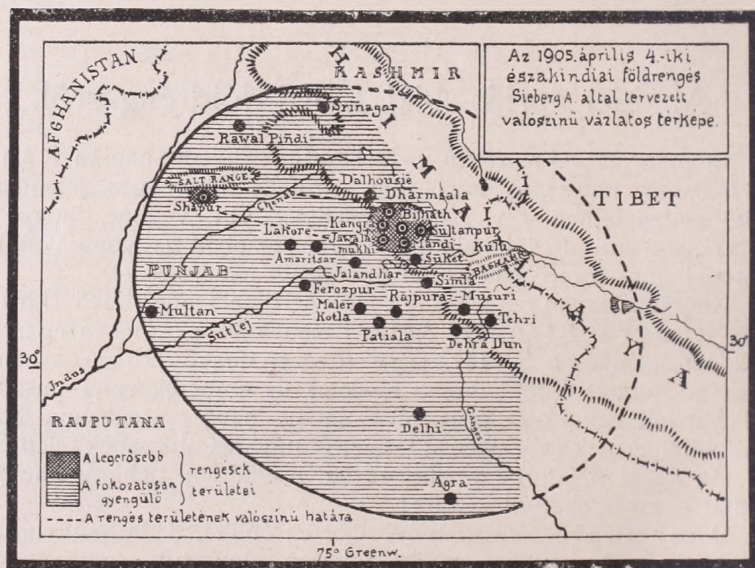 Az 1905. április 4.-iki
északindiai földrengés
Sieberg A. által tervezett
valószinű vázlatos térképe.
AFGHANISTAN
KASHMIR
HIMALAYA
TIBET
Srinagar
Rawal Pindi
SALT RANGE
Shapur
Chenab
Dalhousie
Dharmsala
Kangra
Bijnath
Sultanpur
Lahore
Amaritsar
Jawala
mukhi
Mandi
Kulu
Suket
BASHAHR
PUNJAB
Jalandhar
Simla
Ferozpur
Multan
Maler
Kotla
Rajpura
Musuri
Tehri
Sutlej
Patiala
Dehra Dun
Indus
30°
30°
RAJPUTANA
Delhi
Ganges
Agra
A legerősebb
A fokozatosan
gyengülő
rengések
területei
A rengés területének valószínű határa
75° Greenw.